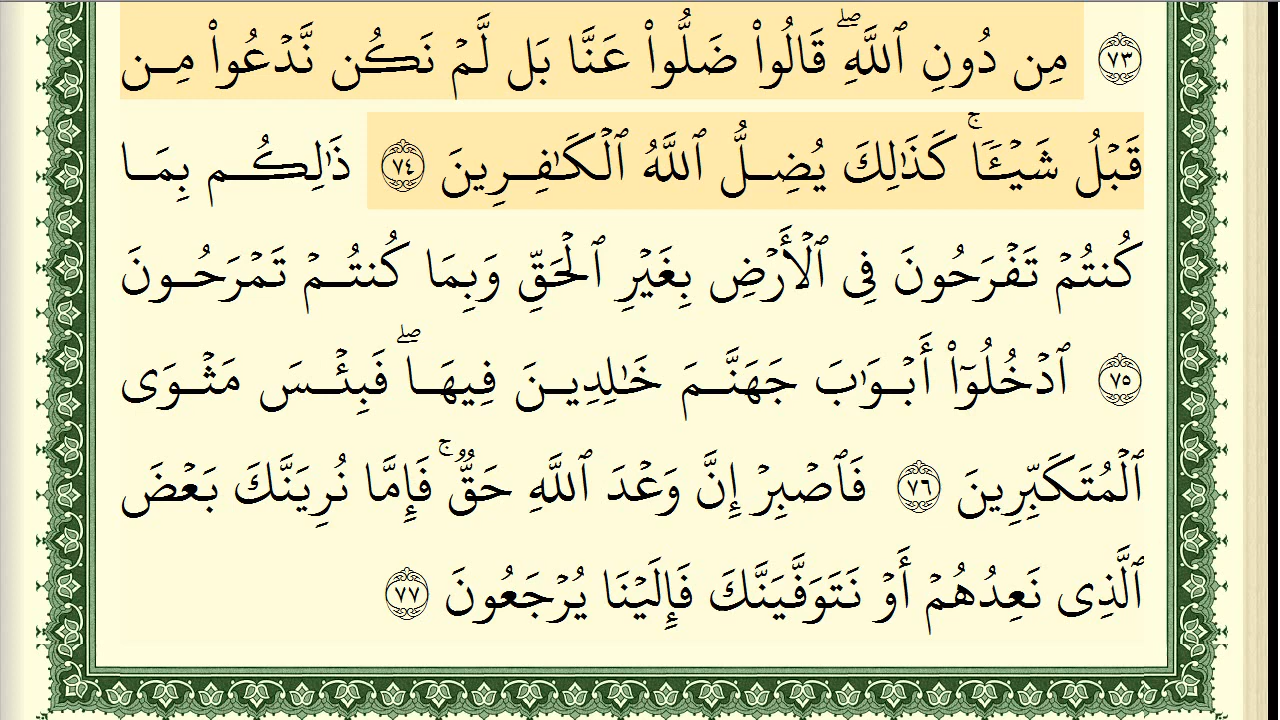 ﴿٧٣﴾ مِن دُونِ ٱللَّهِۖ قَالُواْ ضَلُّواْ عَنَّا بَل لَّمْ نَكُن نَّدْعُواْ مِن
قَبْلُ شَيْـٔٗاۚ كَذَٰلِكَ يُضِلُّ ٱللَّهُ ٱلْكَـٰفِرِينَ ﴿٧٤﴾ ذَٰلِكُم بِمَا
كُنتُمْ تَفْرَحُونَ فِى ٱلْأَرْضِ بِغَيْرِ ٱلْحَقِّ وَبِمَا كُنتُمْ تَمْرَحُونَ
﴿٧٥﴾ ٱدْخُلُوٓاْ أَبْوَٰبَ جَهَنَّمَ خَـٰلِدِينَ فِيهَاۖ فَبِئْسَ مَثْوَى
ٱلْمُتَكَبِّرِينَ ﴿٧٦﴾ فَٱصْبِرْ إِنَّ وَعْدَ ٱللَّهِ حَقٌّۚ فَإِمَّا نُرِيَنَّكَ بَعْضَ
ٱلَّذِى نَعِدُهُمْ أَوْ نَتَوَفَّيَنَّكَ فَإِلَيْنَا يُرْجَعُونَ ﴿٧٧﴾